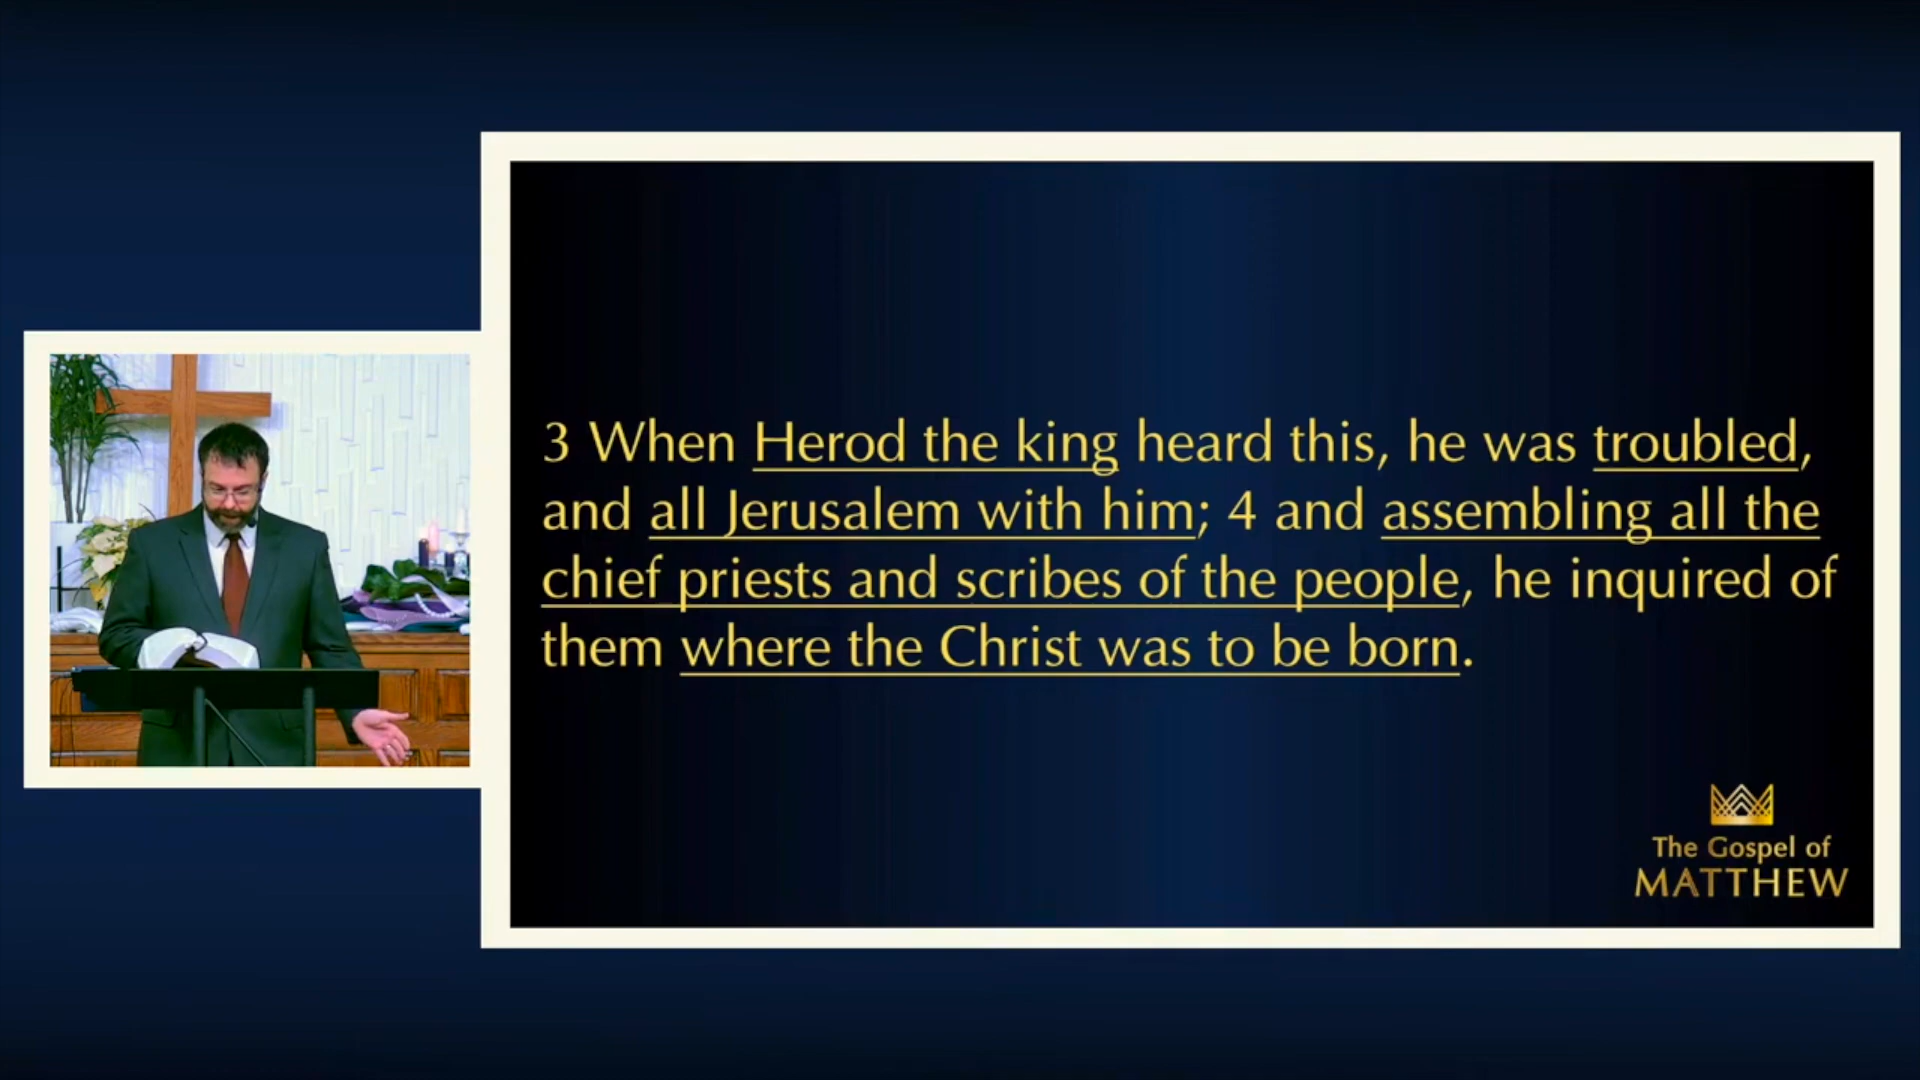 3 When Herod the king heard this, he was troubled,
and all Jerusalem with him; 4 and assembling all the
chief priests and scribes of the people, he inquired of
them where the Christ was to be born.
The Gospel of
MATTHEW